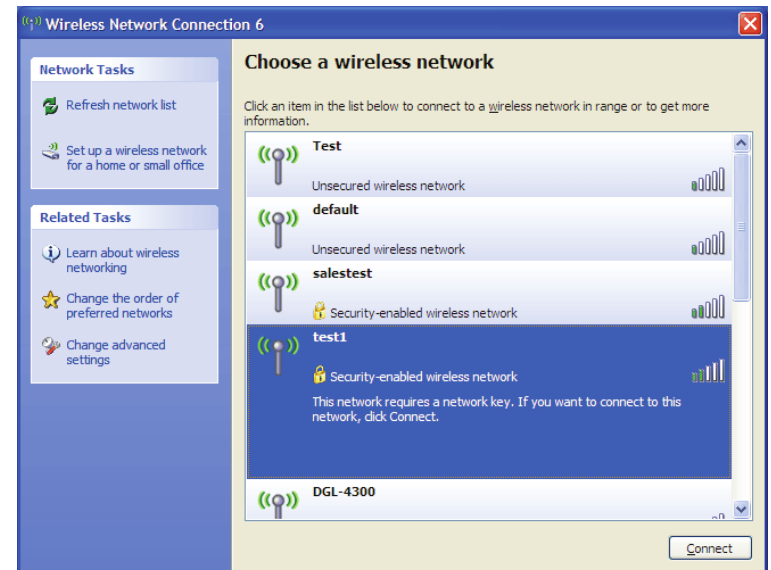 Wireless Network Connection 6
Network Tasks
Refresh network list
Set up a wireless network
for a home or small office
Related Tasks
Learn about wireless
networking
Change the order of
preferred networks
Change advanced
settings
Choose a wireless network
Click an item in the list below to connect to a wireless network in range or to get more
information.
Test
Unsecured wireless network
default
Unsecured wireless network
salestest
Security-enabled wireless network
test1
Security-enabled wireless network
This network requires a network key. If you want to connect to this
network, click Connect.
DGL-4300
Connect